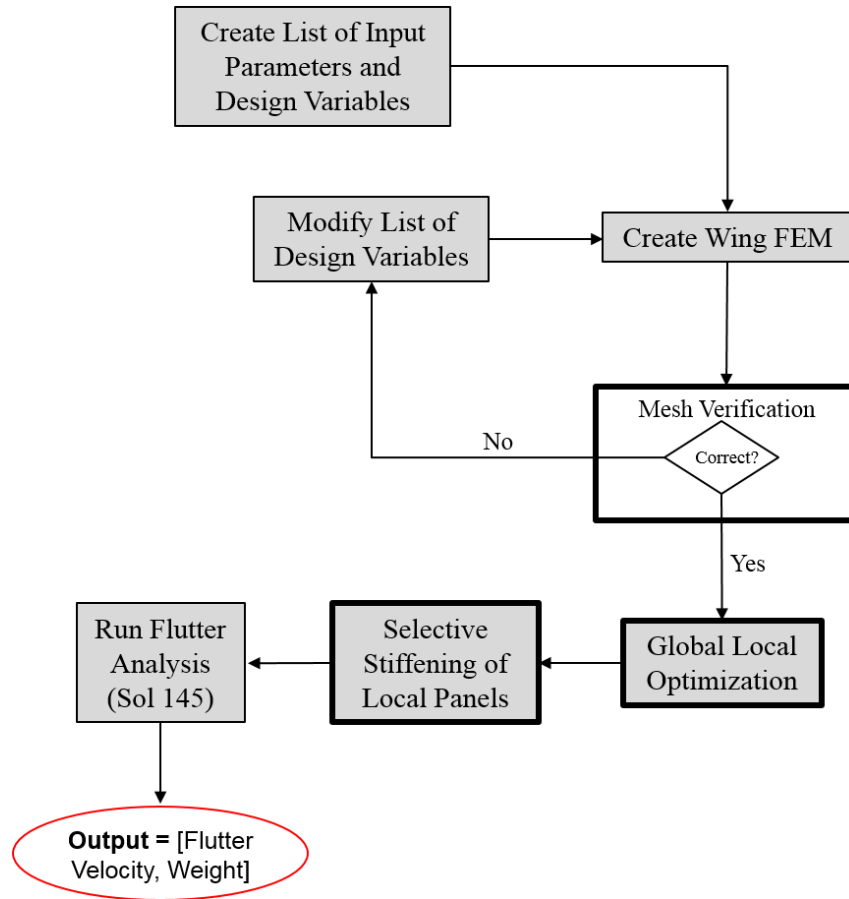 Create List of Input
Parameters and
Design Variables
Modify List of
Design Variables
Create Wing FEM
Mesh Verification
Correct?
No
Yes
Run Flutter
Analysis
(Sol 145)
Selective
Stiffening of
Local Panels
Global Local
Optimization
Output = [Flutter
Velocity, Weight]